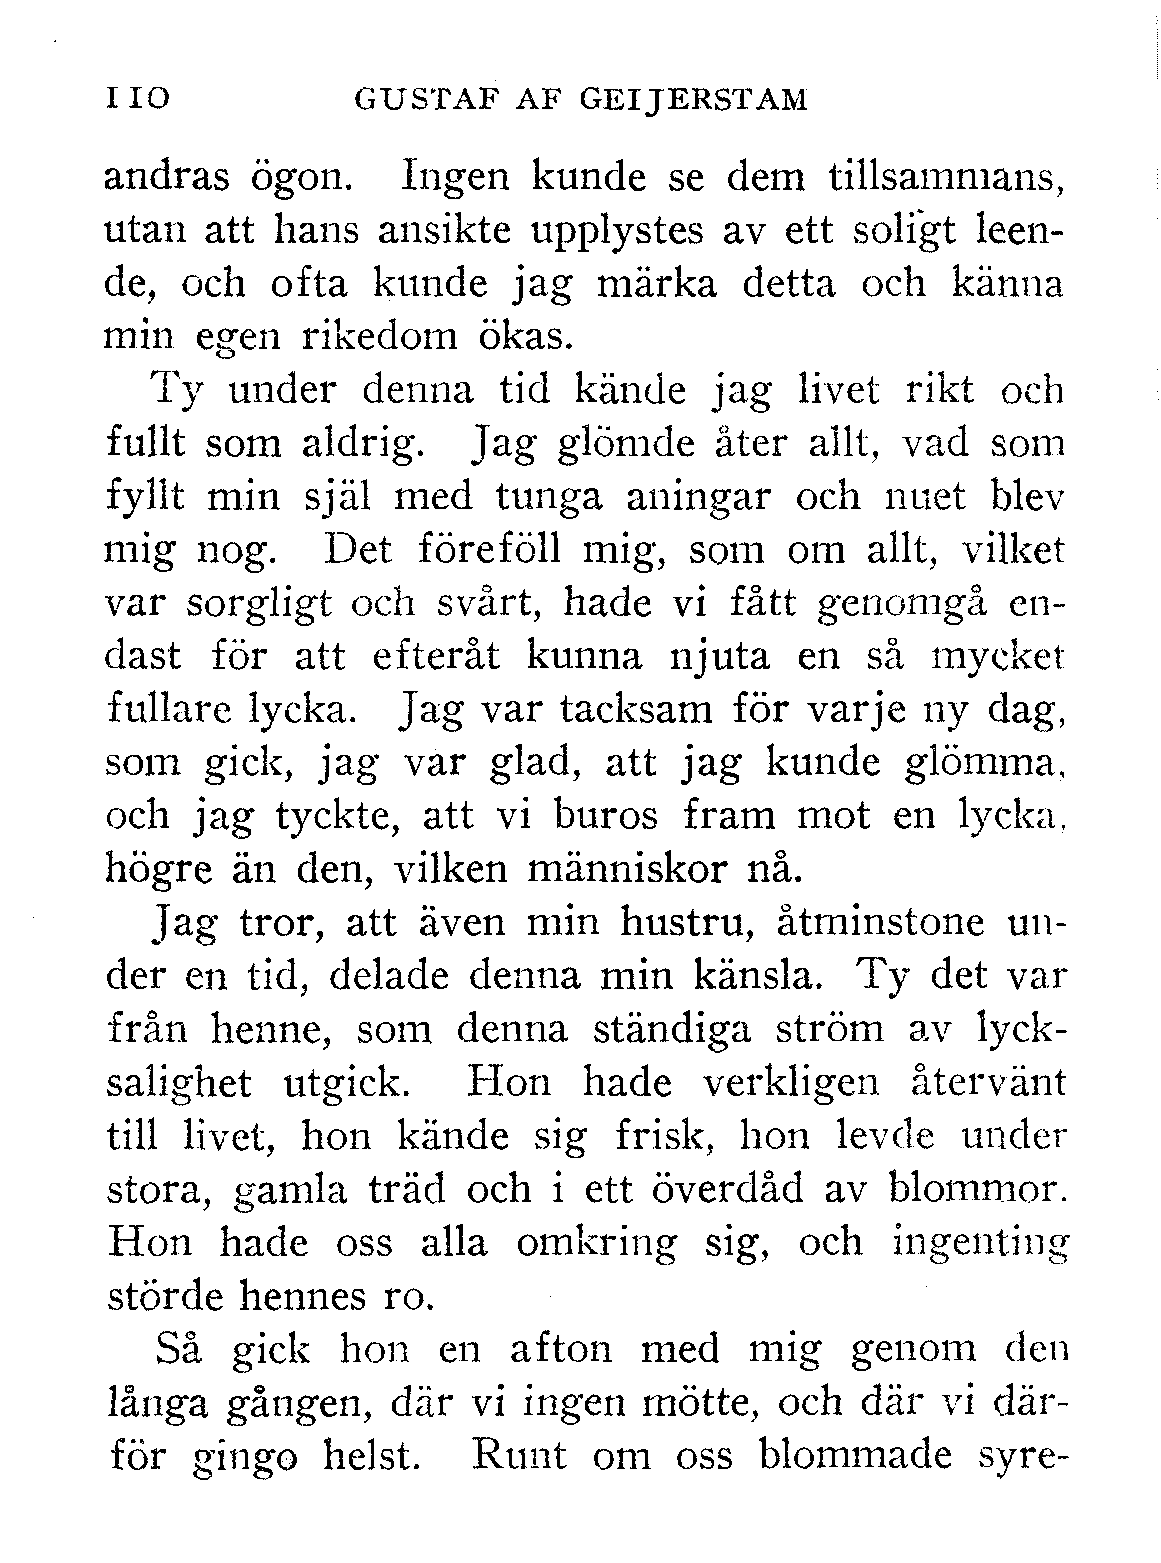 110 GUSTAF AF GEIJERSTAM
andras ögon. Ingen kunde se dem tillsammans,
utan att hans ansikte upplystes av ett soligt leen-
de, och ofta kunde jag märka detta och känna
min egen rikedom ökas.
Ty under denna tid kände jag livet rikt och
fullt som aldrig. Jag glömde åter allt, vad som
fyllt min själ med tunga aningar och nuet blev
mig nog. Det föreföll mig, som om allt, vilket
var sorgligt och svårt, hade vi fått genomgå en-
dast för att efteråt kunna njuta en så mycket
fullare lycka. Jag var tacksam för varje ny dag,
som gick, jag var glad, att jag kunde glömma,
och jag tyckte, att vi buros fram mot en lycka,
högre än den, vilken människor nå.
Jag tror, att även min hustru, åtminstone un-
der en tid, delade denna min känsla. Ty det var
från henne, som denna ständiga ström av lyck-
salighet utgick. Hon hade verkligen återvänt
till livet, hon kände sig frisk, hon levde under
stora, gamla träd och i ett överdåd av blommor.
Hon hade oss alla omkring sig, och ingenting
störde hennes ro.
Så gick hon en afton med mig genom den
långa gången, där vi ingen mötte, och där vi där-
för gingo helst. Runt om oss blommade syre-